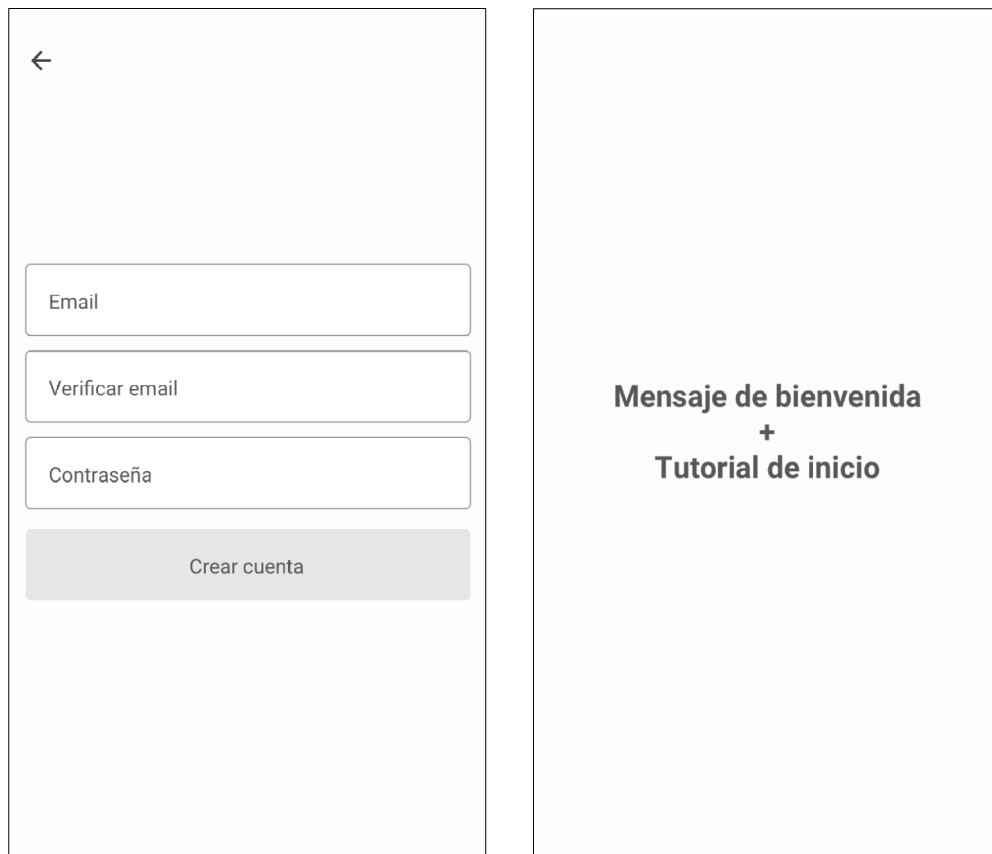 Email
Verificar email
Contraseña
Crear cuenta
Mensaje de bienvenida
+
Tutorial de inicio